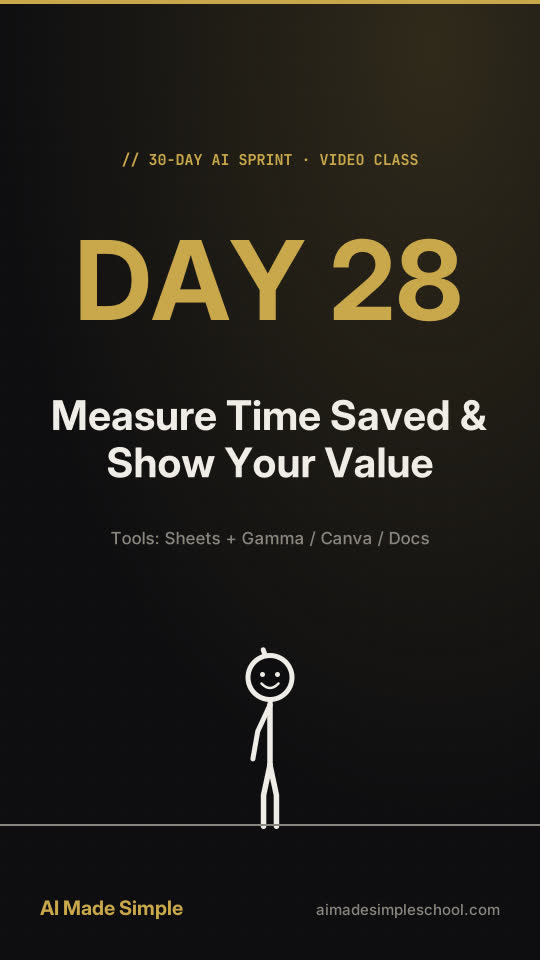 // 30-DAY AI SPRINT · VIDEO CLASS
DAY 28
Measure Time Saved &
Show Your Value
Tools: Sheets + Gamma / Canva / Docs
AI Made Simple
aimadesimpleschool.com